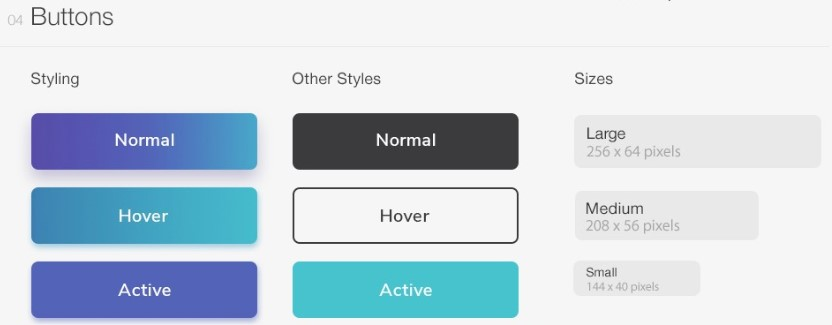 04 Buttons
Styling
Other Styles
Sizes
Normal
Normal
Large
256 x 64 pixels
Hover
Hover
Medium
208 x 56 pixels
Active
Active
Small
144 x 40 pixels